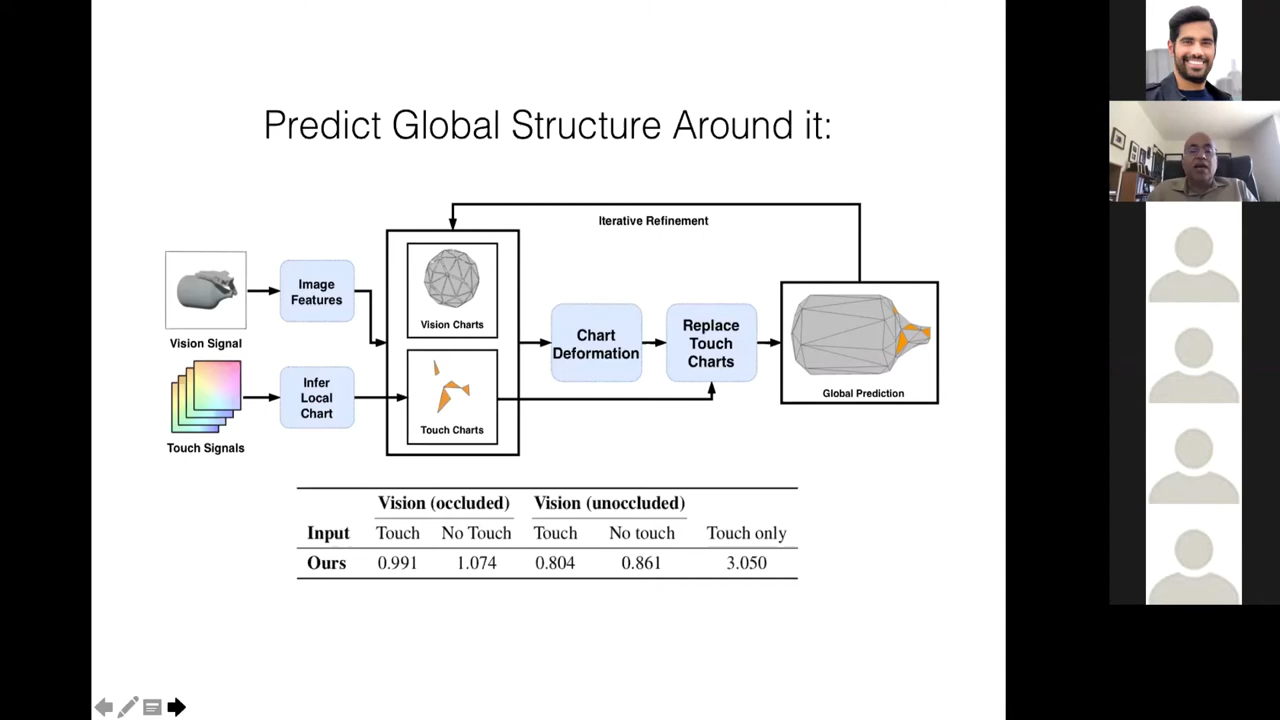 Predict Global Structure Around it:
Iterative Refinement
Image
Features
Vision Signal
Vision Charts
Chart
Deformation
Replace
Touch
Charts
Global Prediction
Infer
Local
Chart
Touch Signals
Touch Charts
Vision (occluded) Vision (unoccluded)
Input Touch No Touch Touch No touch Touch only
Ours 0.991 1.074 0.804 0.861 3.050